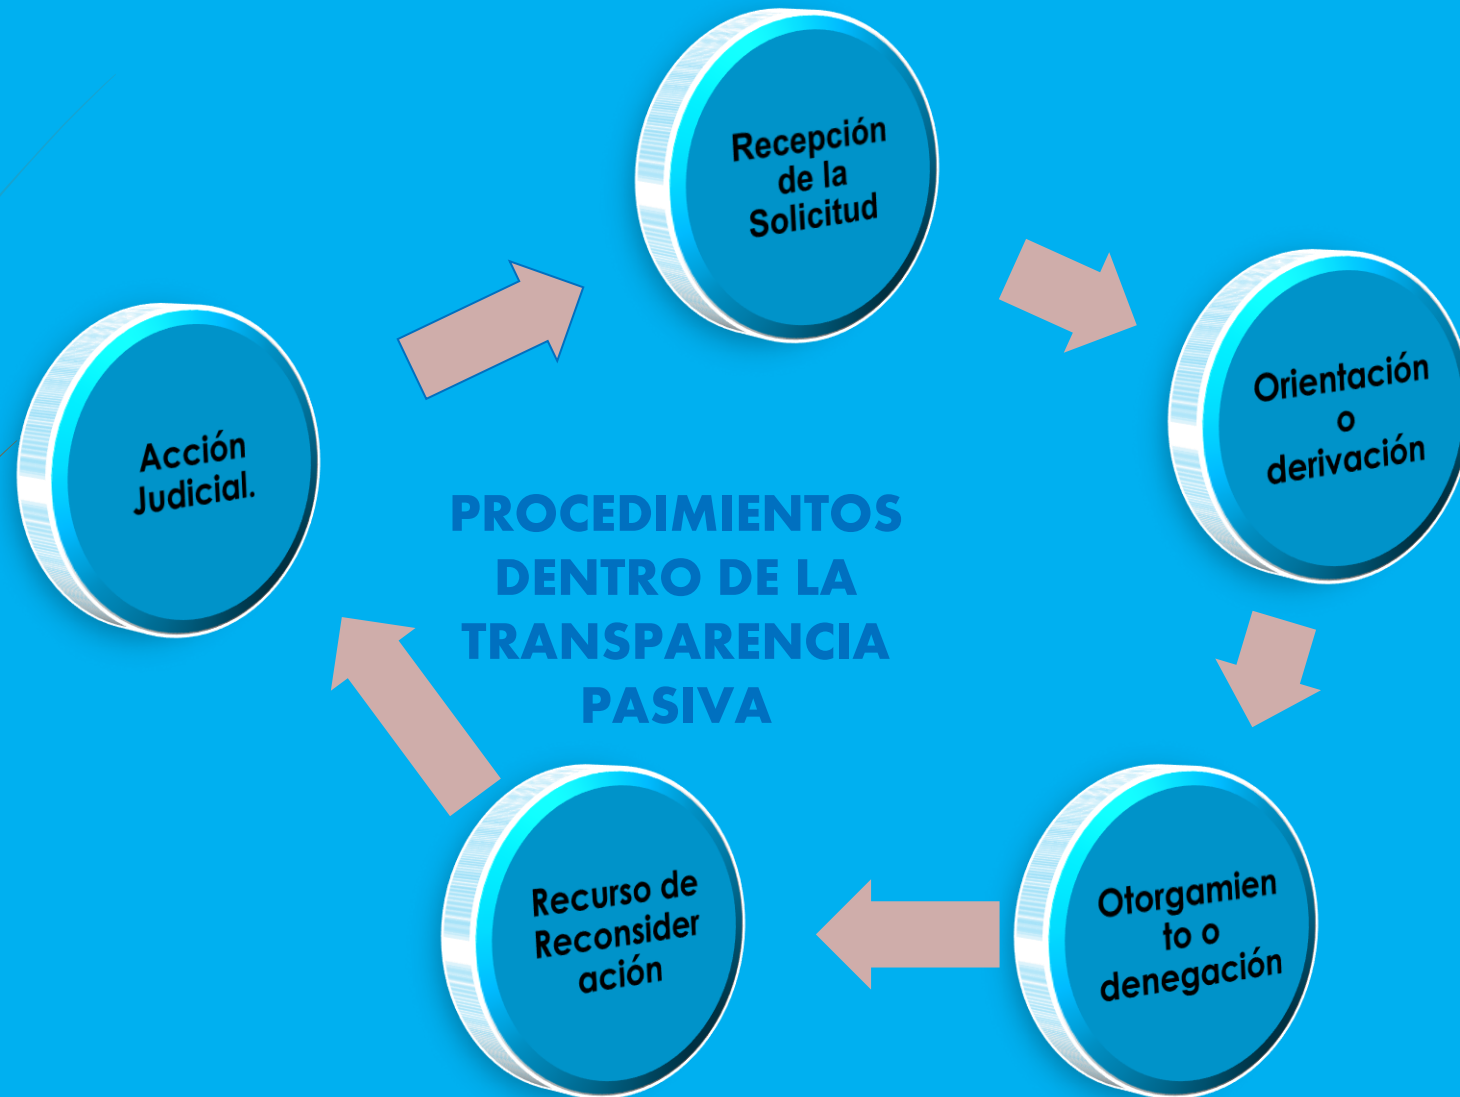 Recepción
de la
Solicitud
Orientación
o
derivación
Otorgamien
to o
denegación
Recurso de
Reconsider
ación
Acción
Judicial.
PROCEDIMIENTOS
DENTRO DE LA
TRANSPARENCIA
PASIVA